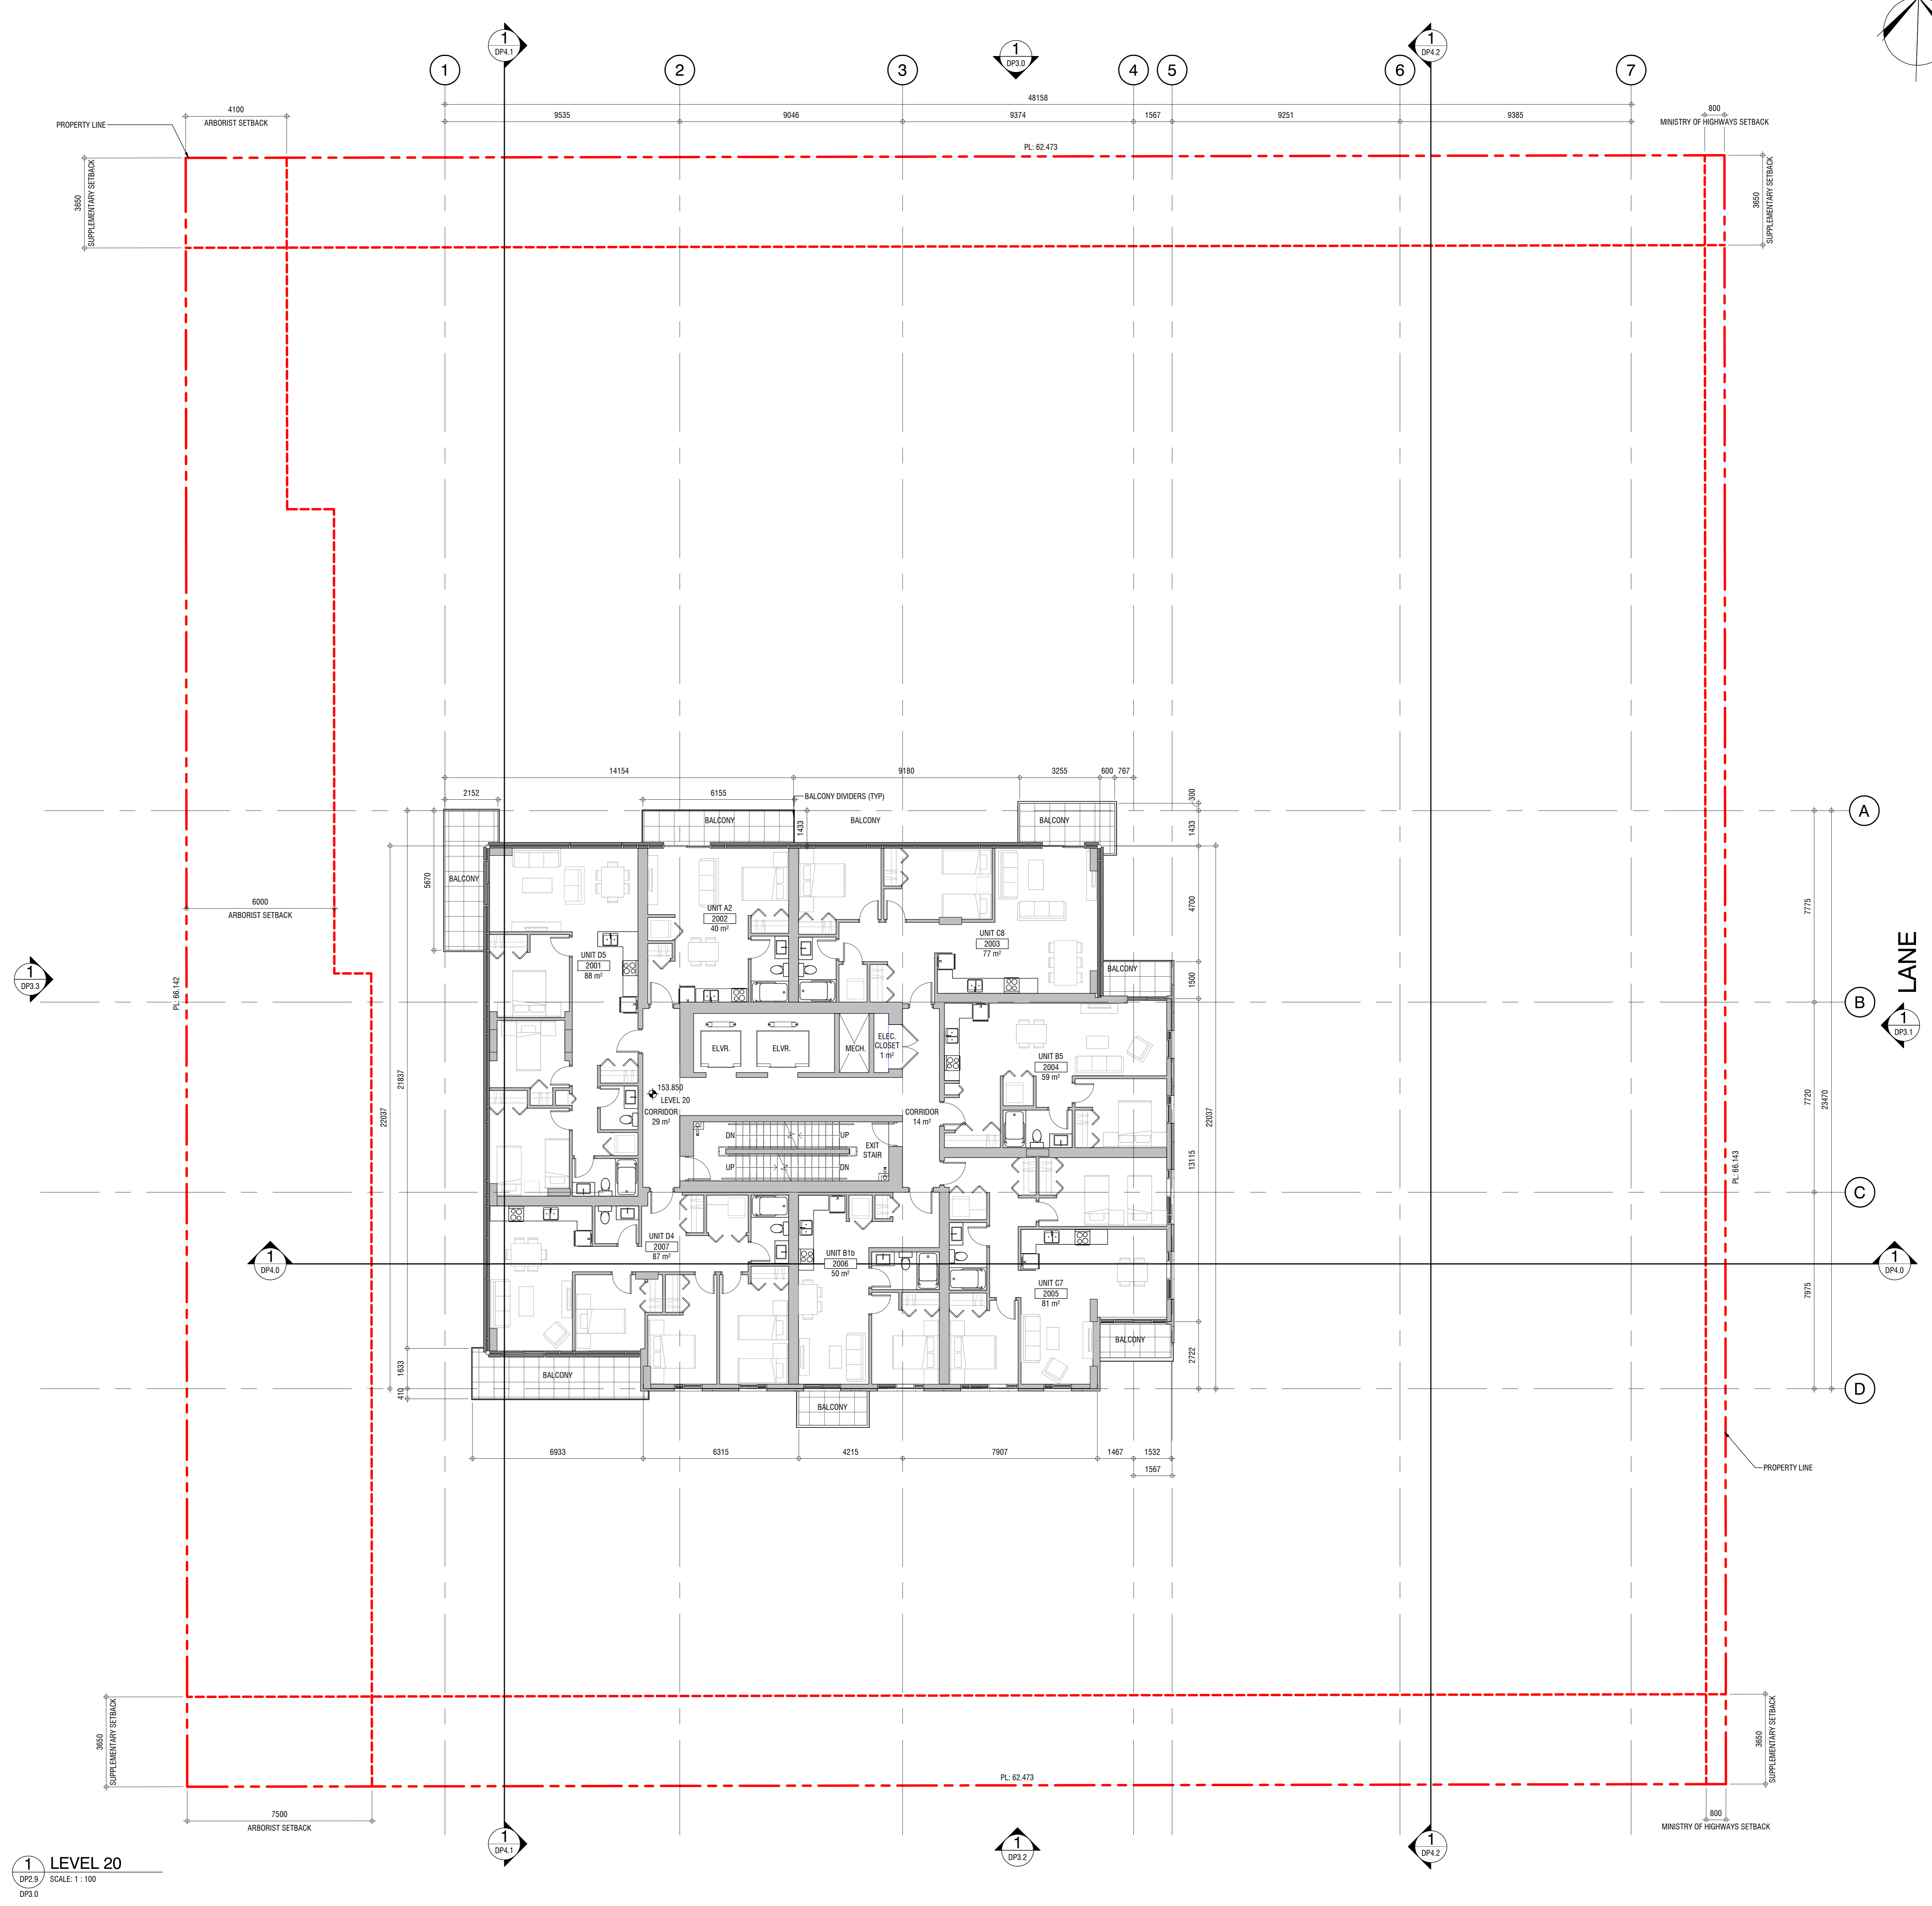 1
DP4.1
1
DP3.0
1
DP4.2
1
2
3
4
5
6
7
48158
9535
9046
9374
1567
9251
9385
4100
ARBORIST SETBACK
800
MINISTRY OF HIGHWAYS SETBACK
PROPERTY LINE
PL: 62.473
3650
SUPPLEMENTARY SETBACK
3650
SUPPLEMENTARY SETBACK
14154
9180
3255
600
767
2152
6155
BALCONY DIVIDERS (TYP)
300
A
BALCONY
BALCONY
BALCONY
1433
1433
5670
BALCONY
6000
ARBORIST SETBACK
4700
7775
UNIT A2
2002
40 m²
UNIT C8
2003
77 m²
UNIT D5
2001
88 m²
BALCONY
1500
LANE
1
DP3.3
PL: 66.142
B
1
DP3.1
ELVR.
ELVR.
MECH.
ELEC.
CLOSET
1 m²
UNIT B5
2004
59 m²
21837
22037
153.850
LEVEL 20
CORRIDOR
29 m²
CORRIDOR
14 m²
22037
7720
23470
DN
UP
EXIT
STAIR
UP
DN
13115
PL: 66.143
C
UNIT D4
2007
87 m²
UNIT B1b
2006
50 m²
UNIT C7
2005
81 m²
1
DP4.0
1
DP4.0
7975
BALCONY
2722
1633
410
BALCONY
BALCONY
D
6933
6315
4215
7907
1467
1532
1567
PROPERTY LINE
3650
SUPPLEMENTARY SETBACK
3650
SUPPLEMENTARY SETBACK
PL: 62.473
7500
ARBORIST SETBACK
800
MINISTRY OF HIGHWAYS SETBACK
1
DP4.1
1
DP3.2
1
DP4.2
1
DP2.9
LEVEL 20
SCALE: 1 : 100
DP3.0